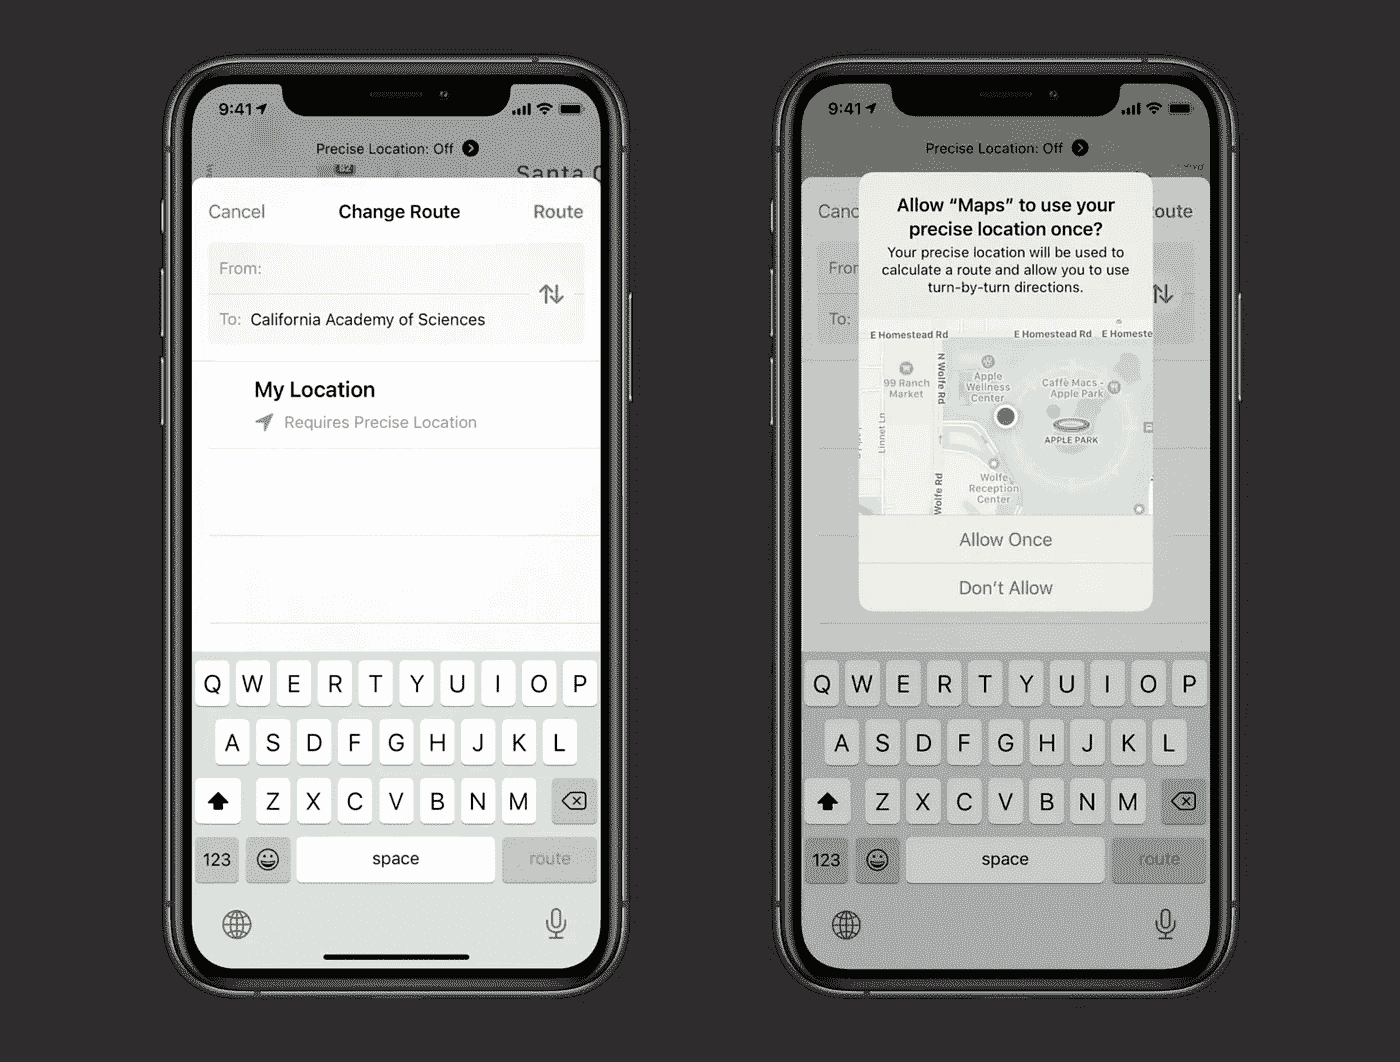 9:41
Precise Location: Off
Santa
Cancel
Change Route
Route
From:
To: California Academy of Sciences
My Location
Requires Precise Location
Q W E R T Y U I O P
A S D F G H J K L
Z X C V B N M
123
space
route
9:41
Precise Location: Off
Canc
oute
From
To:
Allow “Maps” to use your
precise location once?
Your precise location will be used to
calculate a route and allow you to use
turn-by-turn directions.
E Homestead Rd
E Homestead Rd
E Homeste
N Wolfe Rd
99 Ranch
Market
Apple
Wellness
Center
Caffè Macs -
Apple Park
Linnet Ln
APPLE PARK
Wolfe Rd
Wolfe
Reception
Center
Allow Once
Don’t Allow
Q W E R T Y U I O P
A S D F G H J K L
Z X C V B N M
123
space
route